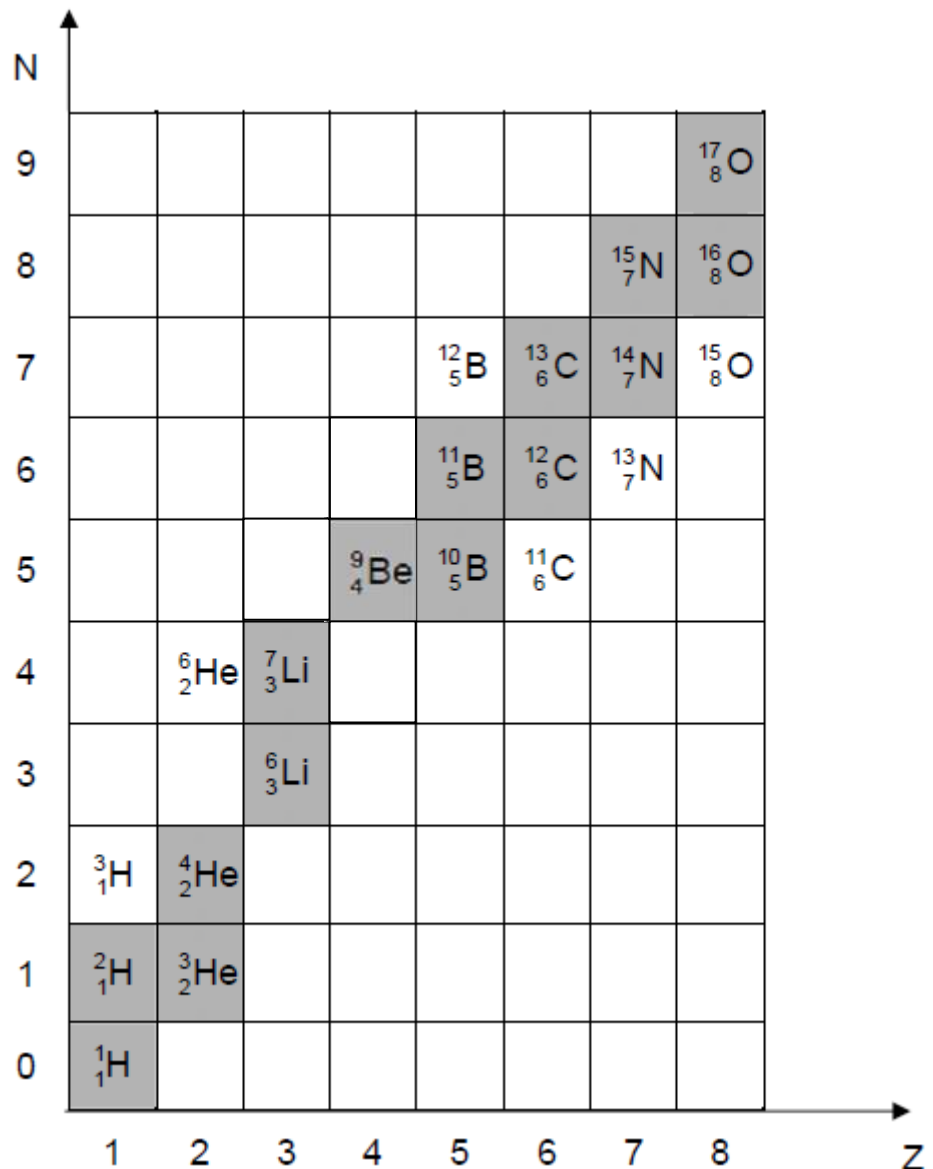 N
9 ¹⁷₈O
8 ¹⁵₇N ¹⁶₈O
7 ¹²₅B ¹³₆C ¹⁴₇N ¹⁵₈O
6 ¹¹₅B ¹²₆C ¹³₇N
5 ⁹₄Be ¹⁰₅B ¹¹₆C
4 ⁶₂He ⁷₃Li
3 ⁶₃Li
2 ³₁H ⁴₂He
1 ²₁H ³₂He
0 ¹₁H
1 2 3 4 5 6 7 8 Z